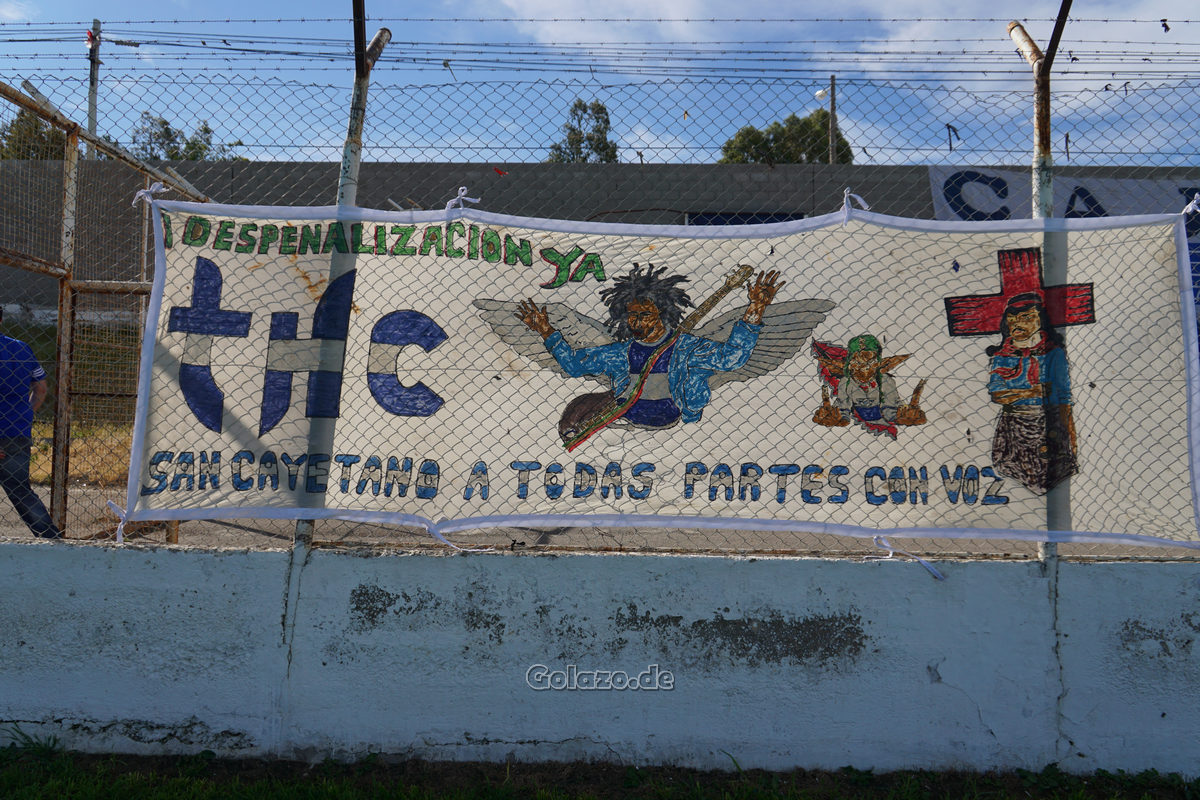 ¡DESPENALIZACION YA
tHC
SAN CAYETANO A TODAS PARTES CON VOZ
Golazo.de